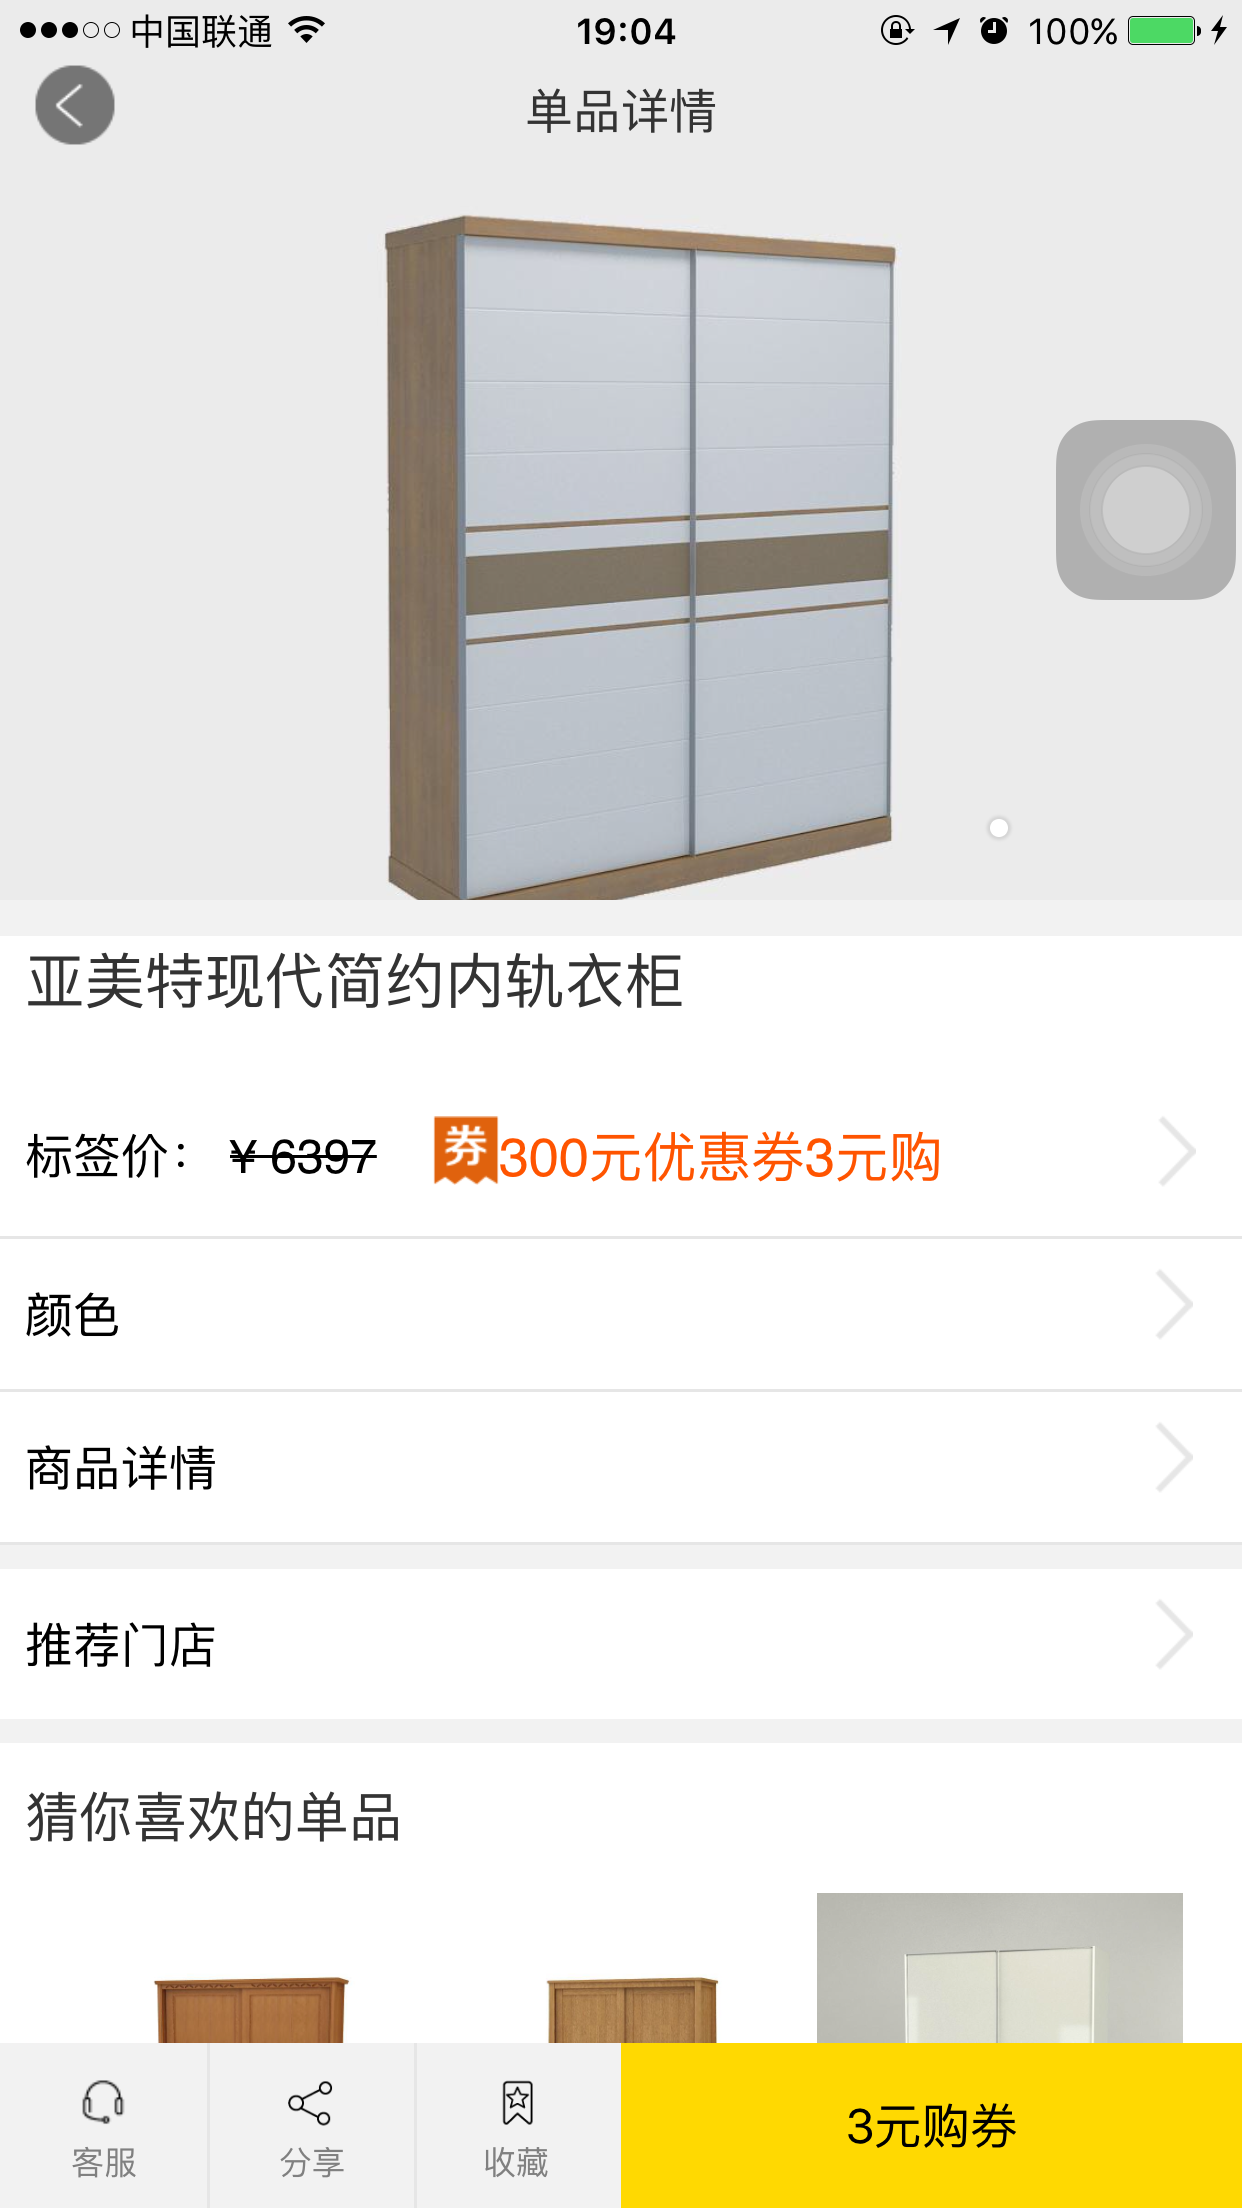 中国联通 19:04 100%
单品详情
亚美特现代简约内轨衣柜
标签价： ¥ 6397 券 300元优惠券3元购
颜色
商品详情
推荐门店
猜你喜欢的单品
客服 分享 收藏 3元购券